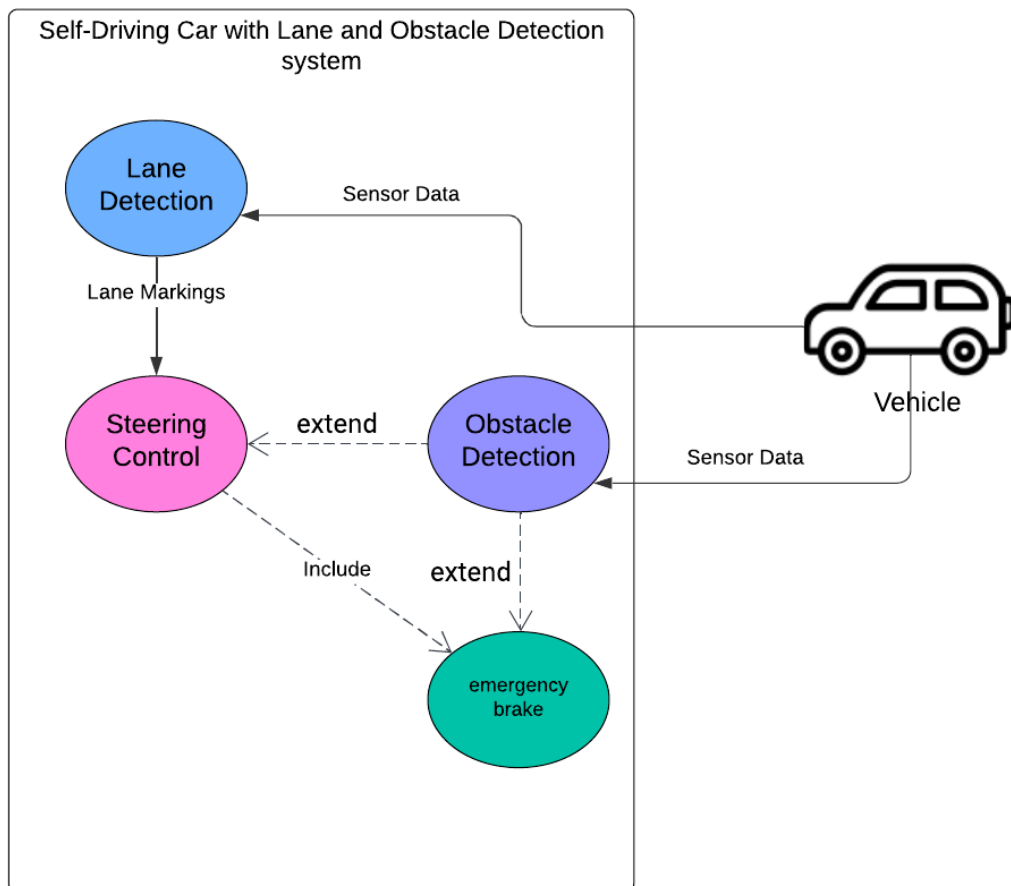 Self-Driving Car with Lane and Obstacle Detection
system
Lane
Detection
Sensor Data
Lane Markings
Vehicle
Steering
Control
extend
Obstacle
Detection
Sensor Data
Include
extend
emergency
brake